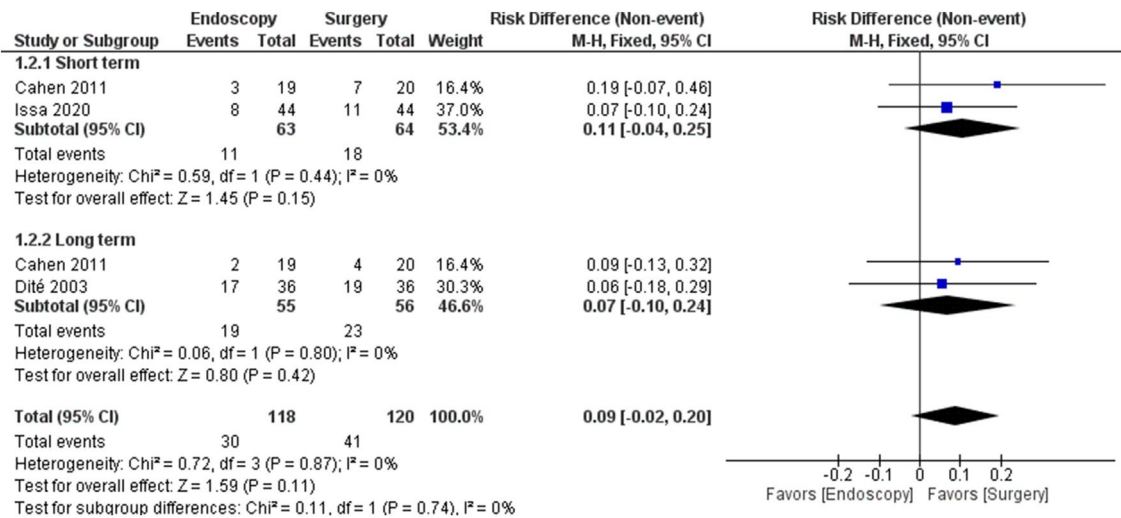 Endoscopy Surgery Risk Difference (Non-event) Risk Difference (Non-event)
Study or Subgroup Events Total Events Total Weight M-H, Fixed, 95% CI M-H, Fixed, 95% CI
1.2.1 Short term
Cahen 2011 3 19 7 20 16.4% 0.19 [-0.07, 0.46]
Issa 2020 8 44 11 44 37.0% 0.07 [-0.10, 0.24]
Subtotal (95% CI) 63 64 53.4% 0.11 [-0.04, 0.25]
Total events 11 18
Heterogeneity: Chi² = 0.59, df = 1 (P = 0.44); I² = 0%
Test for overall effect: Z = 1.45 (P = 0.15)
1.2.2 Long term
Cahen 2011 2 19 4 20 16.4% 0.09 [-0.13, 0.32]
Dité 2003 17 36 19 36 30.3% 0.06 [-0.18, 0.29]
Subtotal (95% CI) 55 56 46.6% 0.07 [-0.10, 0.24]
Total events 19 23
Heterogeneity: Chi² = 0.06, df = 1 (P = 0.80); I² = 0%
Test for overall effect: Z = 0.80 (P = 0.42)
Total (95% CI) 118 120 100.0% 0.09 [-0.02, 0.20]
Total events 30 41
Heterogeneity: Chi² = 0.72, df = 3 (P = 0.87); I² = 0%
Test for overall effect: Z = 1.59 (P = 0.11)
Test for subgroup differences: Chi² = 0.11, df = 1 (P = 0.74), I² = 0%
-0.2 -0.1 0 0.1 0.2
Favors [Endoscopy] Favors [Surgery]